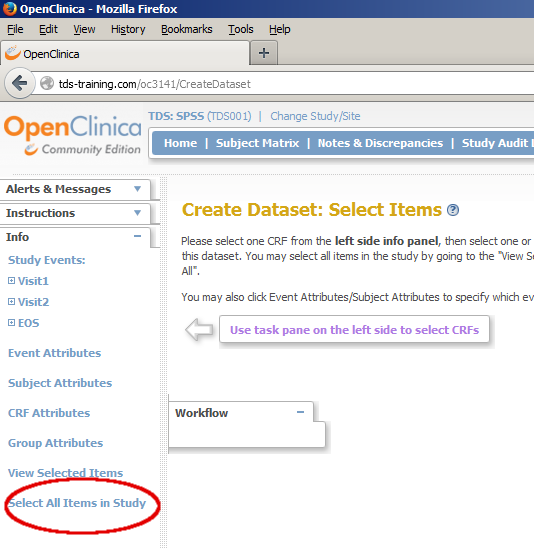 OpenClinica - Mozilla Firefox
File Edit View History Bookmarks Tools Help
OpenClinica
tds-training.com/oc3141/CreateDataset
OpenClinica
Community Edition
TDS: SPSS (TDS001) | Change Study/Site
Home | Subject Matrix | Notes & Discrepancies | Study Audit
Alerts & Messages
Instructions
Info
Study Events:
Visit1
Visit2
EOS
Event Attributes
Subject Attributes
CRF Attributes
Group Attributes
View Selected Items
Select All Items in Study
Create Dataset: Select Items ?
Please select one CRF from the left side info panel, then select one or
this dataset. You may select all items in the study by going to the "View Se
All".
You may also click Event Attributes/Subject Attributes to specify which ev
Use task pane on the left side to select CRFs
Workflow